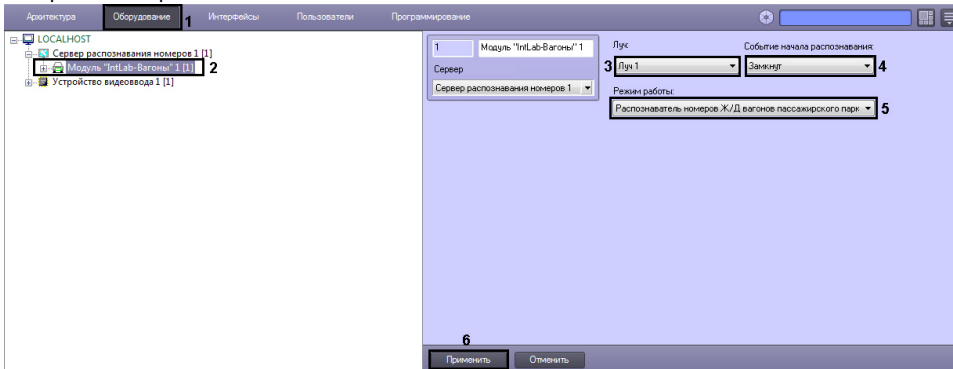 Архитектура Оборудование 1 Интерфейсы Пользователи Программирование
LOCALHOST
Сервер распознавания номеров 1 [1]
Модуль "IntLab-Вагоны" 1 [1] 2
Устройство видеоввода 1 [1]
1 Модуль "IntLab-Вагоны" 1
Сервер
Сервер распознавания номеров 1
Луч: Событие начала распознавания:
3 Луч 1 Замкнут 4
Режим работы:
Распознаватель номеров Ж/Д вагонов пассажирского парк 5
6
Применить Отменить